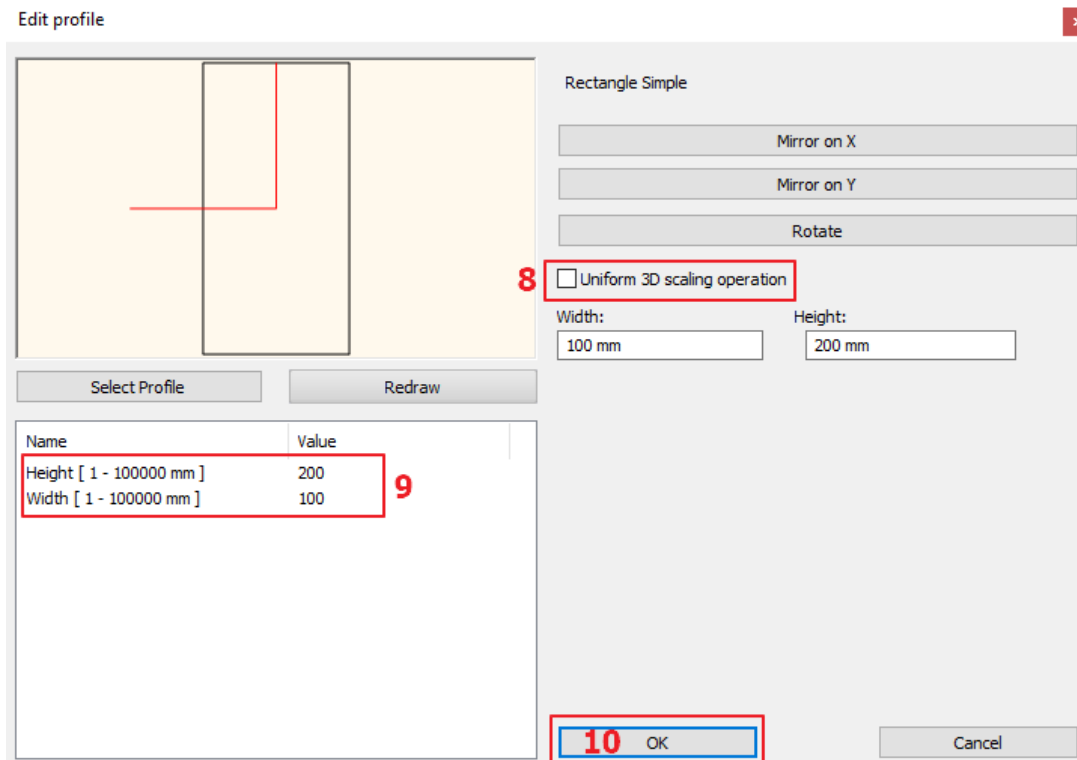 Edit profile
Rectangle Simple
Mirror on X
Mirror on Y
Rotate
8 Uniform 3D scaling operation
Width: Height:
100 mm 200 mm
Select Profile Redraw
Name Value
Height [ 1 - 100000 mm ] 200
Width [ 1 - 100000 mm ] 100
9
10 OK Cancel